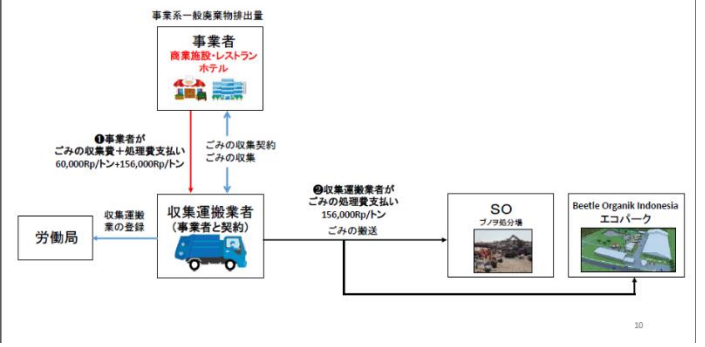 事業系一般廃棄物排出量
事業者
商業施設・レストラン
ホテル
❶事業者が
ごみの収集費＋処理費支払い
60,000Rp/トン+156,000Rp/トン
ごみの収集契約
ごみの収集
労働局
収集運搬
業の登録
収集運搬業者
(事業者と契約)
❷収集運搬業者が
ごみの処理費支払い
156,000Rp/トン
ごみの搬送
SO
ブノヲ処分場
Beetle Organik Indonesia
エコパーク
10